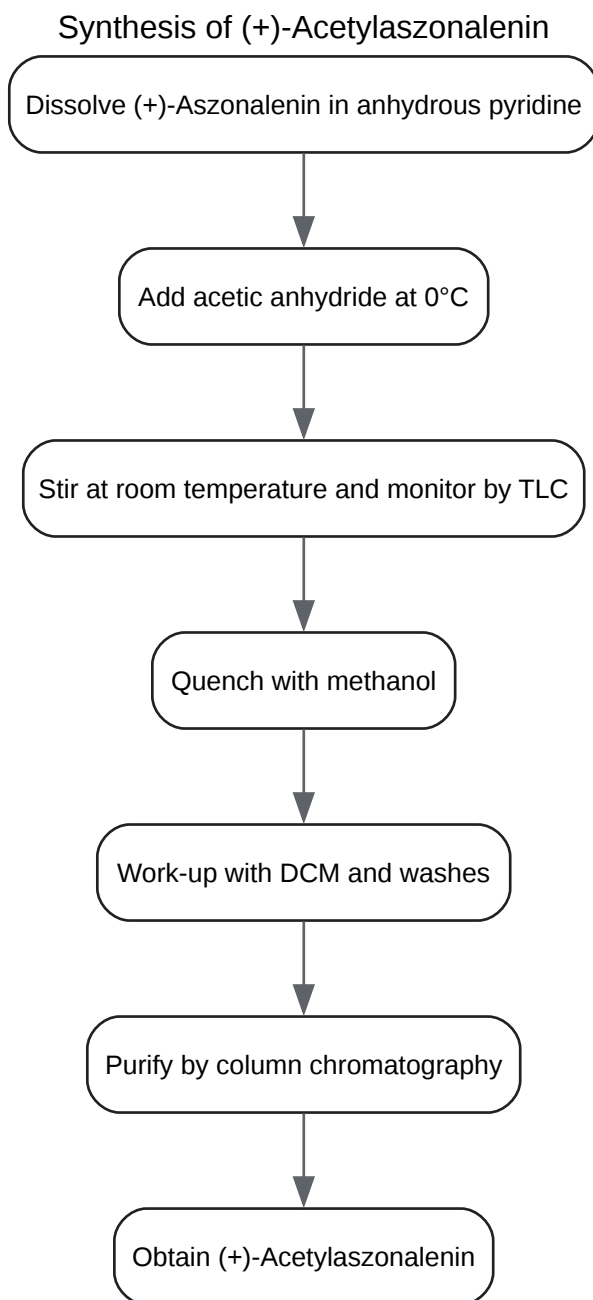 Synthesis of (+)-Acetylaszonalenin
Dissolve (+)-Aszonalenin in anhydrous pyridine
Add acetic anhydride at 0°C
Stir at room temperature and monitor by TLC
Quench with methanol
Work-up with DCM and washes
Purify by column chromatography
Obtain (+)-Acetylaszonalenin